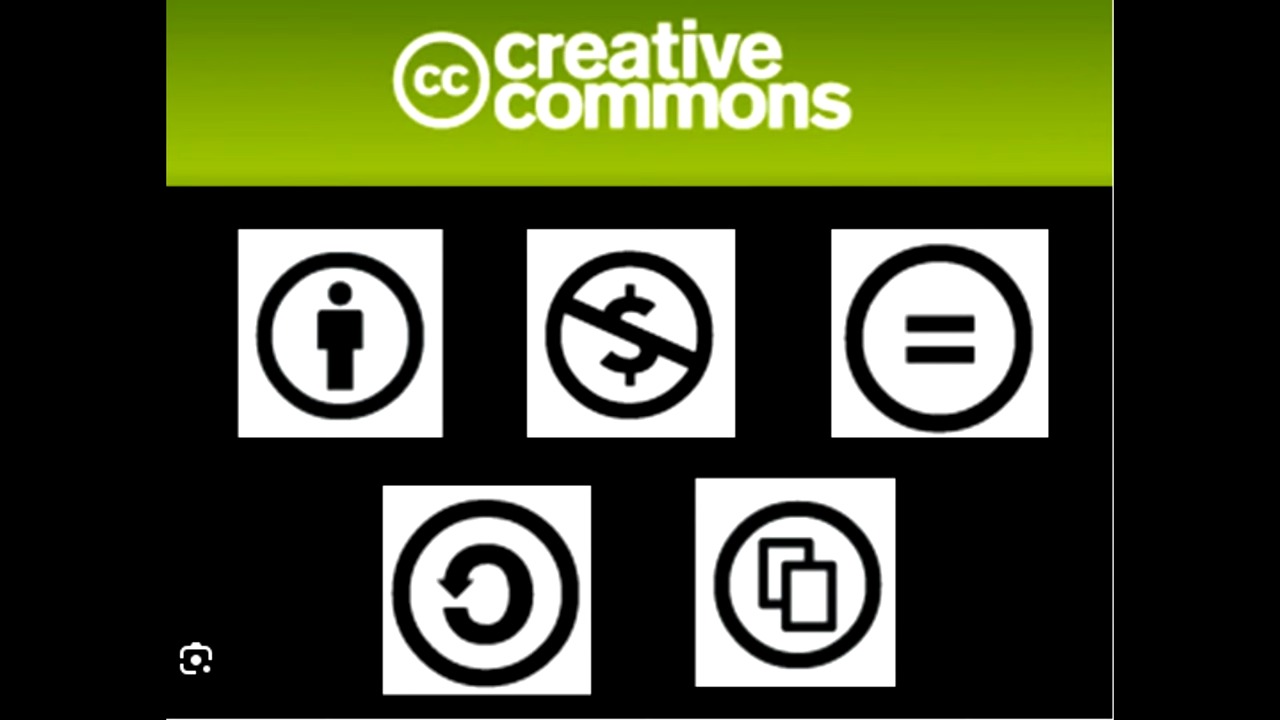 cc creative
commons
$
=